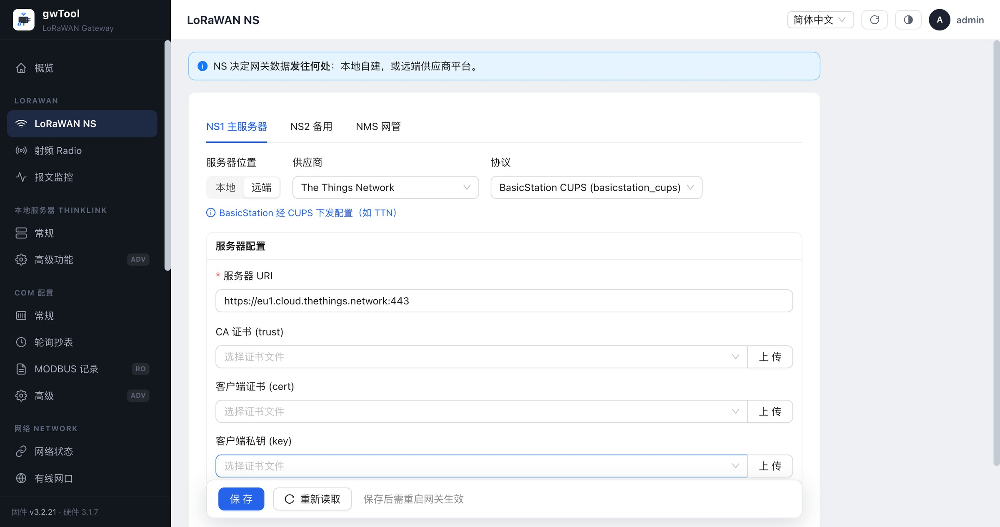 gwTool
LoRaWAN Gateway
LoRaWAN NS
简体中文
A
admin
概览
LORAWAN
LoRaWAN NS
射频 Radio
报文监控
本地服务器 THINKLINK
常规
高级功能
ADV
COM 配置
常规
轮询抄表
MODBUS 记录
RO
高级
ADV
网络 NETWORK
网络状态
有线网口
固件 v3.2.21 · 硬件 3.1.7
NS 决定网关数据发往何处：本地自建，或远端供应商平台。
NS1 主服务器
NS2 备用
NMS 网管
服务器位置
供应商
协议
本地
远端
The Things Network
BasicStation CUPS (basicstation_cups)
BasicStation 经 CUPS 下发配置（如 TTN）
服务器配置
* 服务器 URI
https://eu1.cloud.thethings.network:443
CA 证书 (trust)
选择证书文件
上 传
客户端证书 (cert)
选择证书文件
上 传
客户端私钥 (key)
选择证书文件
上 传
保 存
重新读取
保存后需重启网关生效